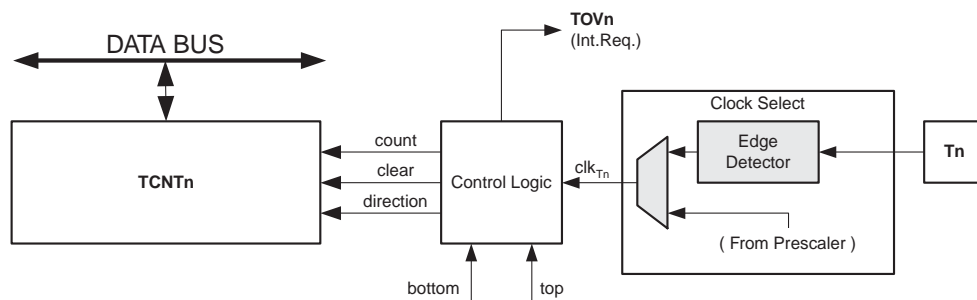 TOVn
(Int.Req.)
DATA BUS
Clock Select
count
Edge
Detector
Tn
TCNTn
clear
Control Logic
clkTn
direction
( From Prescaler )
bottom
top